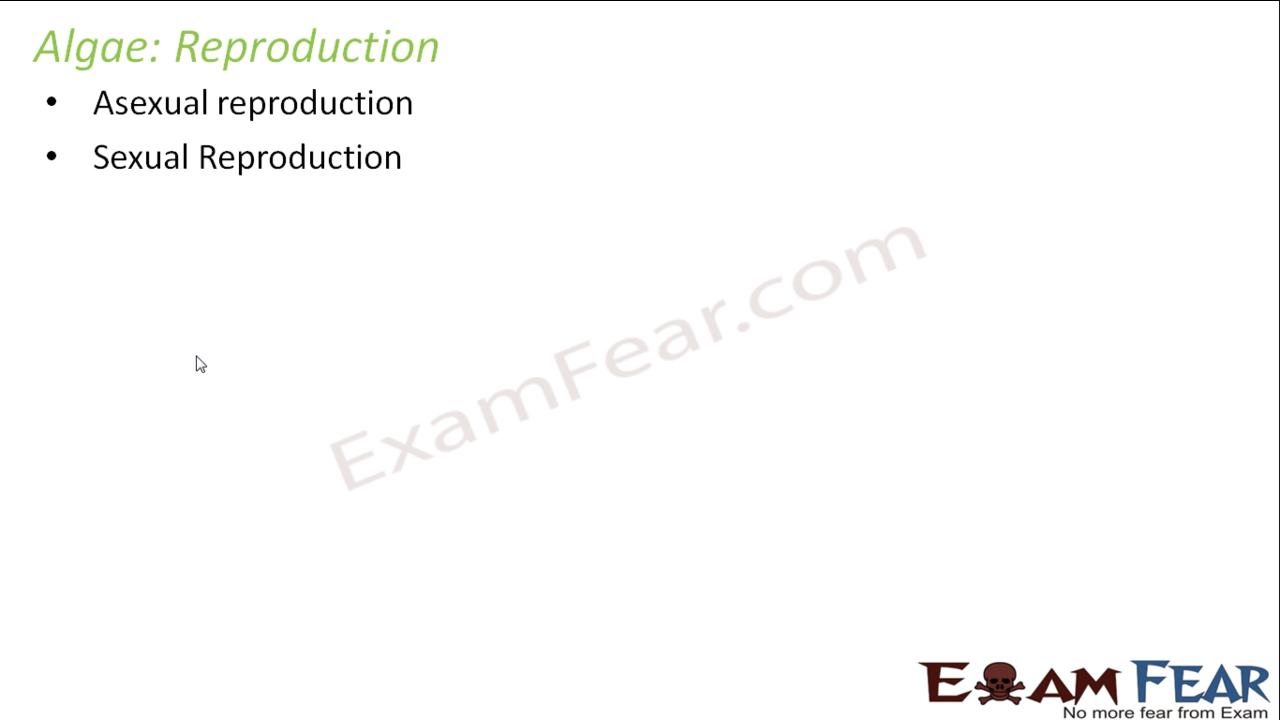 Algae: Reproduction
• Asexual reproduction
• Sexual Reproduction
ExamFear.com
EXAM FEAR
No more fear from Exam